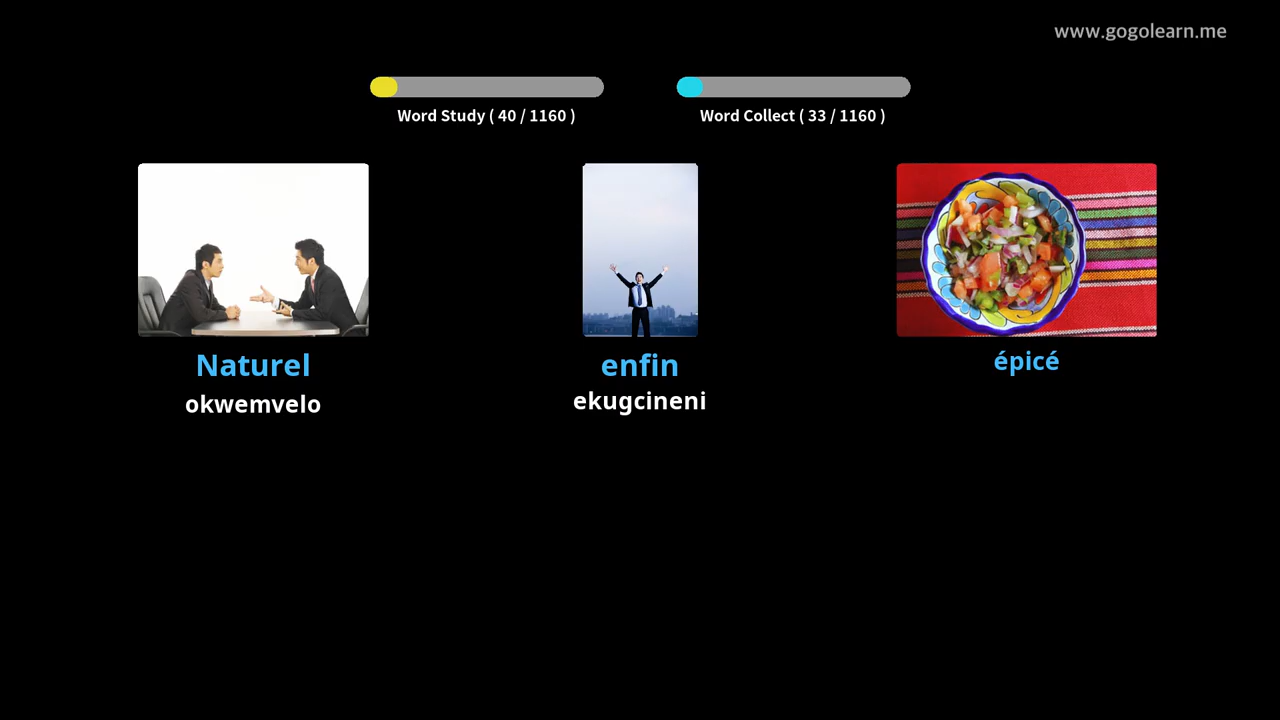 www.gogolearn.me
Word Study ( 40 / 1160 )
Word Collect ( 33 / 1160 )
Naturel
okwemvelo
enfin
ekugcineni
épicé